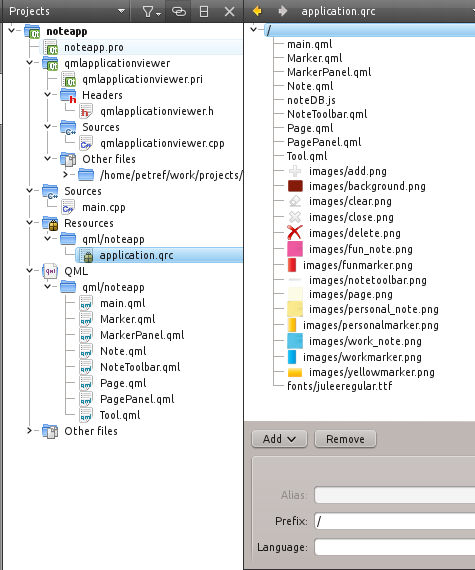 Projects
noteapp
noteapp.pro
qmlapplicationviewer
qmlapplicationviewer.pri
Headers
qmlapplicationviewer.h
Sources
qmlapplicationviewer.cpp
Other files
/home/petref/work/projects/
Sources
main.cpp
Resources
qml/noteapp
application.qrc
QML
qml/noteapp
main.qml
Marker.qml
MarkerPanel.qml
Note.qml
NoteToolbar.qml
Page.qml
PagePanel.qml
Tool.qml
Other files
application.qrc
/
main.qml
Marker.qml
MarkerPanel.qml
Note.qml
noteDB.js
NoteToolbar.qml
Page.qml
PagePanel.qml
Tool.qml
images/add.png
images/background.png
images/clear.png
images/close.png
images/delete.png
images/fun_note.png
images/funmarker.png
images/notetoolbar.png
images/page.png
images/personal_note.png
images/personalmarker.png
images/work_note.png
images/workmarker.png
images/yellowmarker.png
fonts/juleeregular.ttf
Add
Remove
Alias:
Prefix: /
Language: